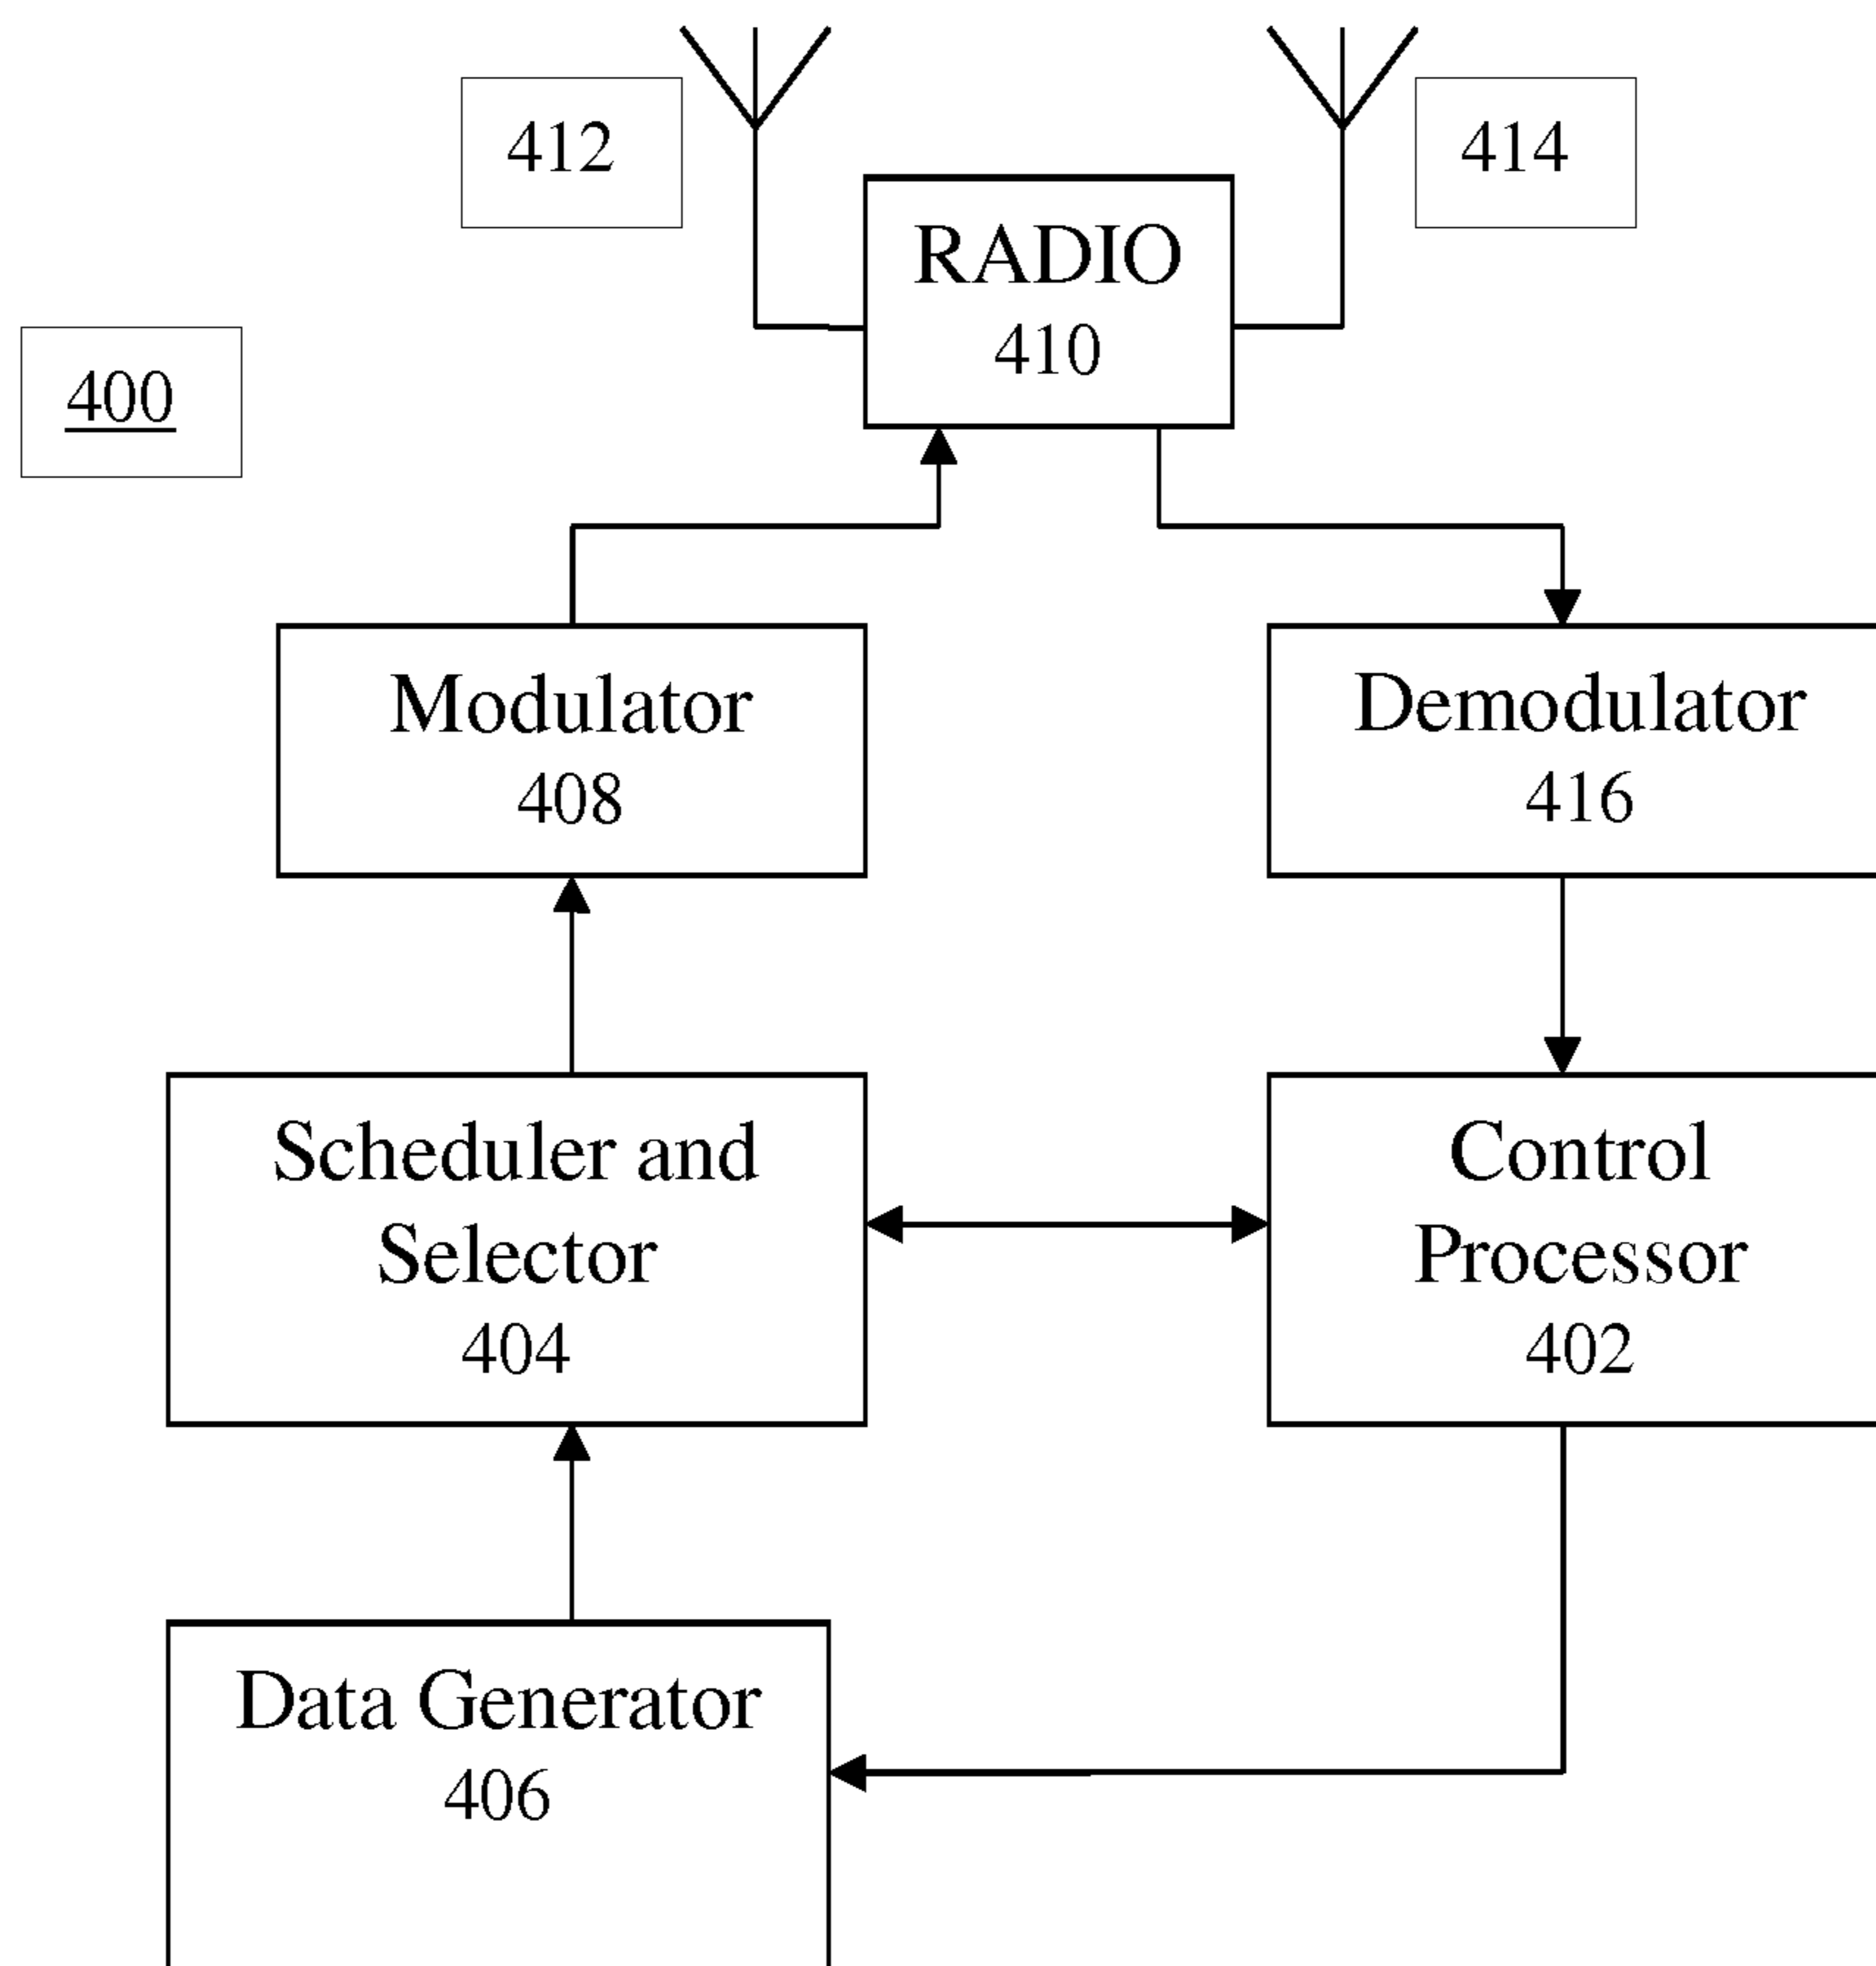 412
414
RADIO
410
400
Modulator
408
Demodulator
416
Scheduler and
Selector
404
Control
Processor
402
Data Generator
406